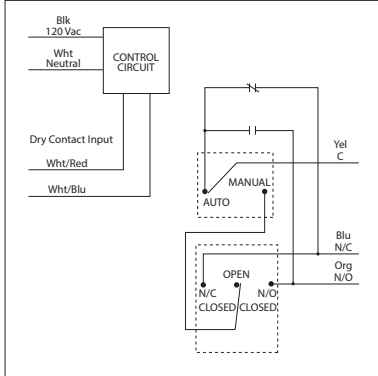 Blk
120 Vac
Wht
Neutral
CONTROL
CIRCUIT
Dry Contact Input
Wht/Red
Wht/Blu
Yel
C
MANUAL
AUTO
Blu
N/C
Org
N/O
OPEN
N/C
N/O
CLOSED
CLOSED